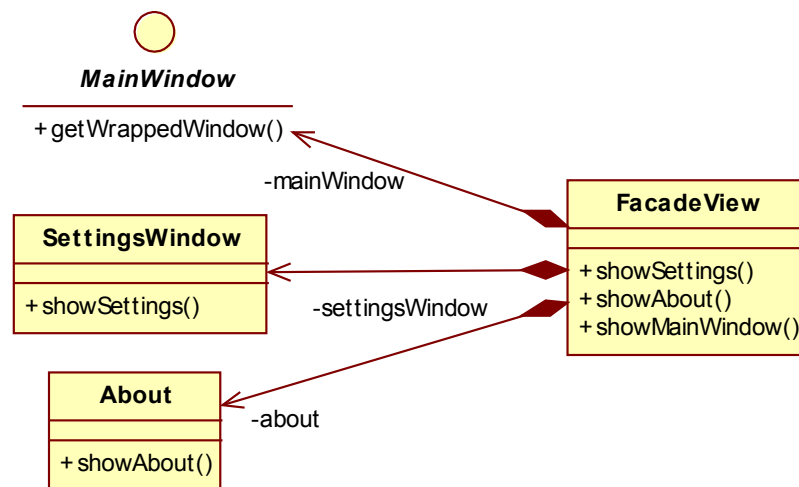 MainWindow
+getWrappedWindow()
-mainWindow
FacadeView
+showSettings()
+showAbout()
+showMainWindow()
SettingsWindow
+showSettings()
-settingsWindow
About
+showAbout()
-about